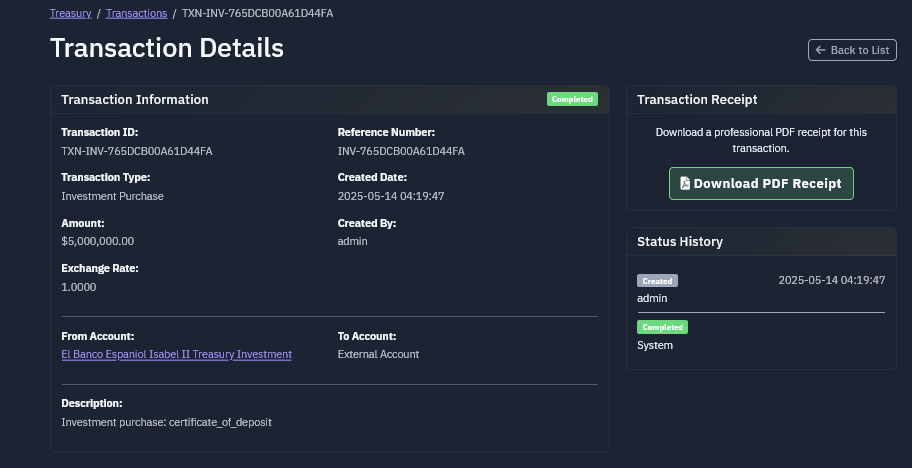 Treasury / Transactions / TXN-INV-765DCB00A61D44FA
Transaction Details
← Back to List
Transaction Information
Completed
Transaction ID:
TXN-INV-765DCB00A61D44FA
Reference Number:
INV-765DCB00A61D44FA
Transaction Type:
Investment Purchase
Created Date:
2025-05-14 04:19:47
Amount:
$5,000,000.00
Created By:
admin
Exchange Rate:
1.0000
From Account:
El Banco Espaniol Isabel II Treasury Investment
To Account:
External Account
Description:
Investment purchase: certificate_of_deposit
Transaction Receipt
Download a professional PDF receipt for this
transaction.
Download PDF Receipt
Status History
Created 2025-05-14 04:19:47
admin
Completed
System